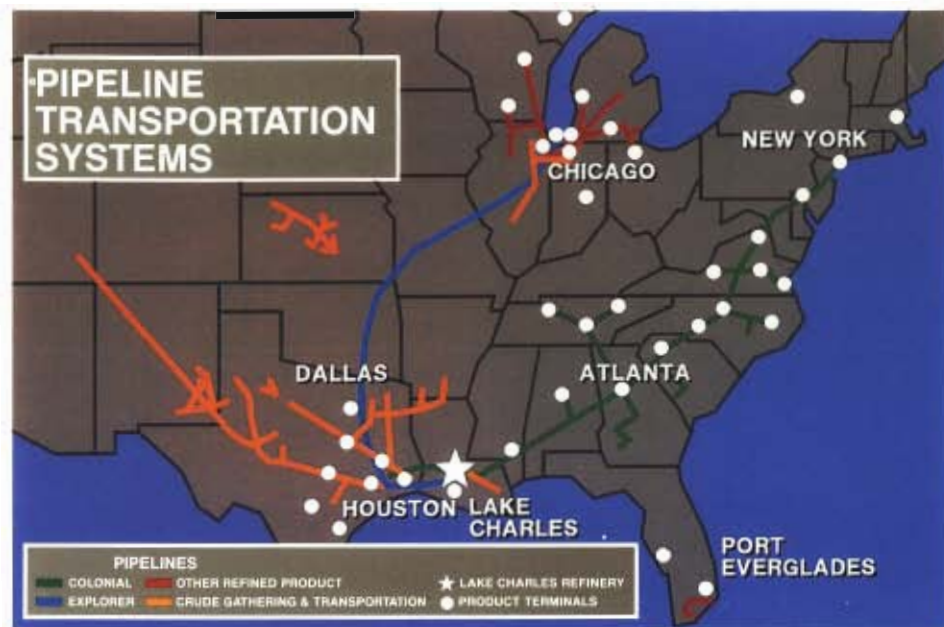 PIPELINE
TRANSPORTATION
SYSTEMS
NEW YORK
CHICAGO
DALLAS
ATLANTA
HOUSTON
LAKE
CHARLES
PORT
EVERGLADES
PIPELINES
COLONIAL
OTHER REFINED PRODUCT
LAKE CHARLES REFINERY
EXPLORER
CRUDE GATHERING & TRANSPORTATION
PRODUCT TERMINALS